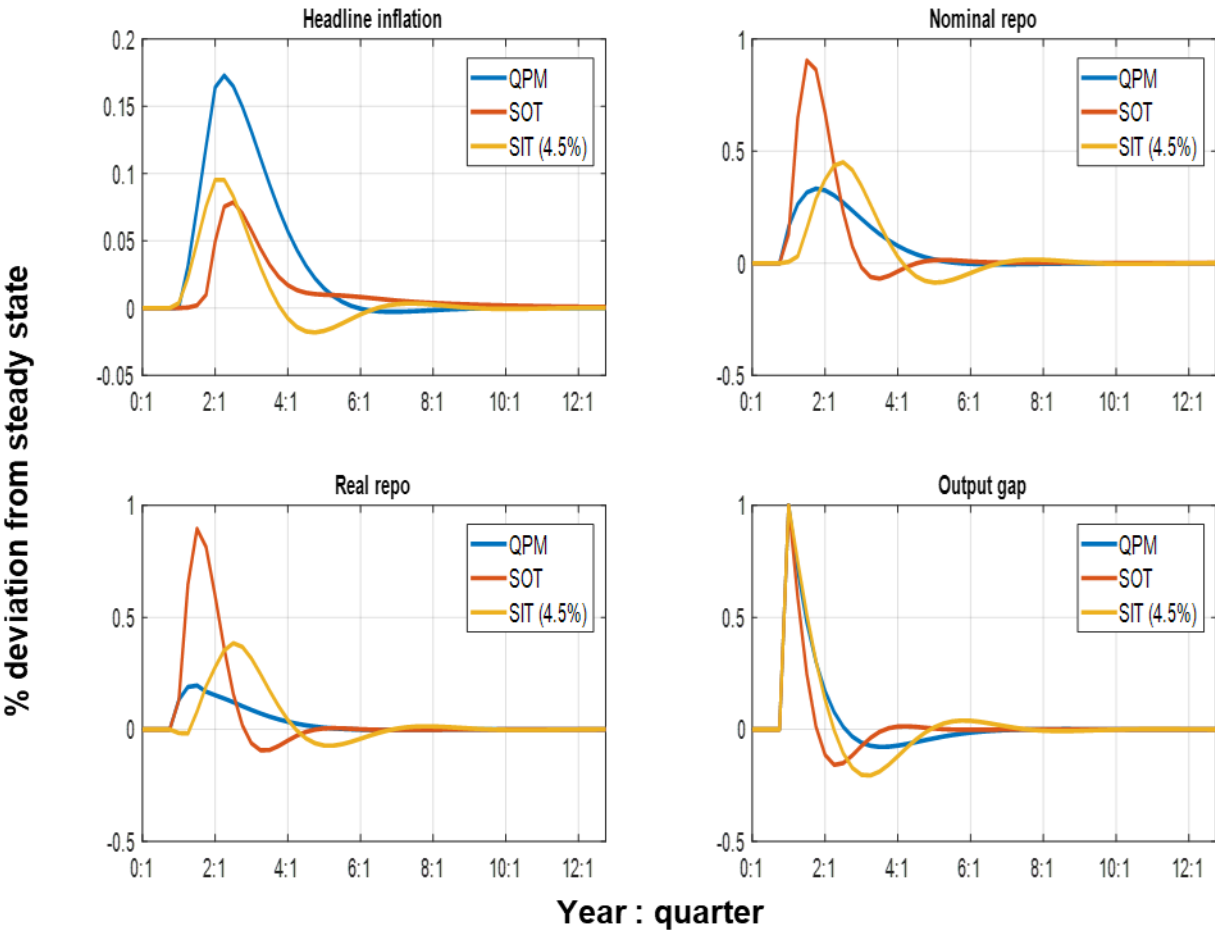 % deviation from steady state
Headline inflation
0.2
0.15
0.1
0.05
0
-0.05
0:1 2:1 4:1 6:1 8:1 10:1 12:1
QPM
SOT
SIT (4.5%)
Nominal repo
1
0.5
0
-0.5
0:1 2:1 4:1 6:1 8:1 10:1 12:1
QPM
SOT
SIT (4.5%)
Real repo
1
0.5
0
-0.5
0:1 2:1 4:1 6:1 8:1 10:1 12:1
QPM
SOT
SIT (4.5%)
Output gap
1
0.5
0
-0.5
0:1 2:1 4:1 6:1 8:1 10:1 12:1
QPM
SOT
SIT (4.5%)
Year : quarter